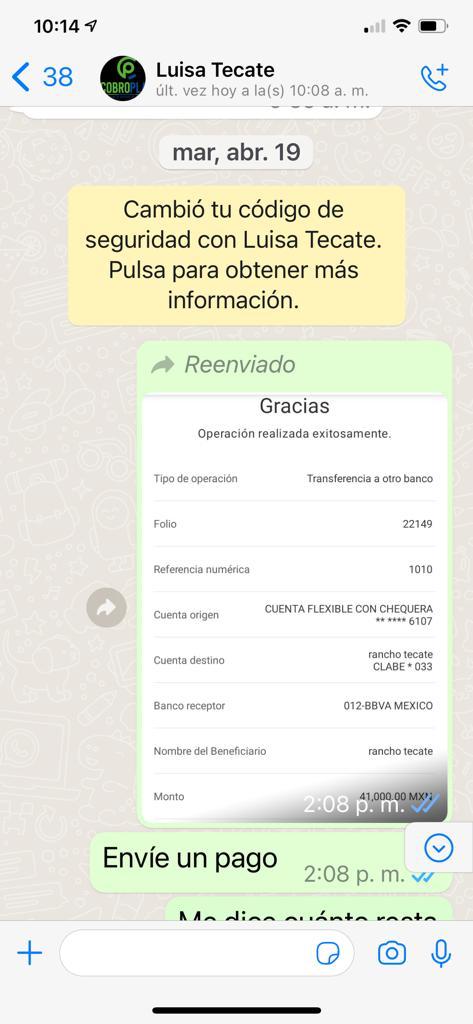 10:14
38
Luisa Tecate
últ. vez hoy a la(s) 10:08 a. m.
mar, abr. 19
Cambió tu código de
seguridad con Luisa Tecate.
Pulsa para obtener más
información.
Reenviado
Gracias
Operación realizada exitosamente.
Tipo de operación Transferencia a otro banco
Folio 22149
Referencia numérica 1010
Cuenta origen CUENTA FLEXIBLE CON CHEQUERA
** **** 6107
Cuenta destino rancho tecate
CLABE * 033
Banco receptor 012-BBVA MEXICO
Nombre del Beneficiario rancho tecate
Monto 41,000.00 MXN
2:08 p. m.
Envíe un pago 2:08 p. m.
Me dice cuánto resta